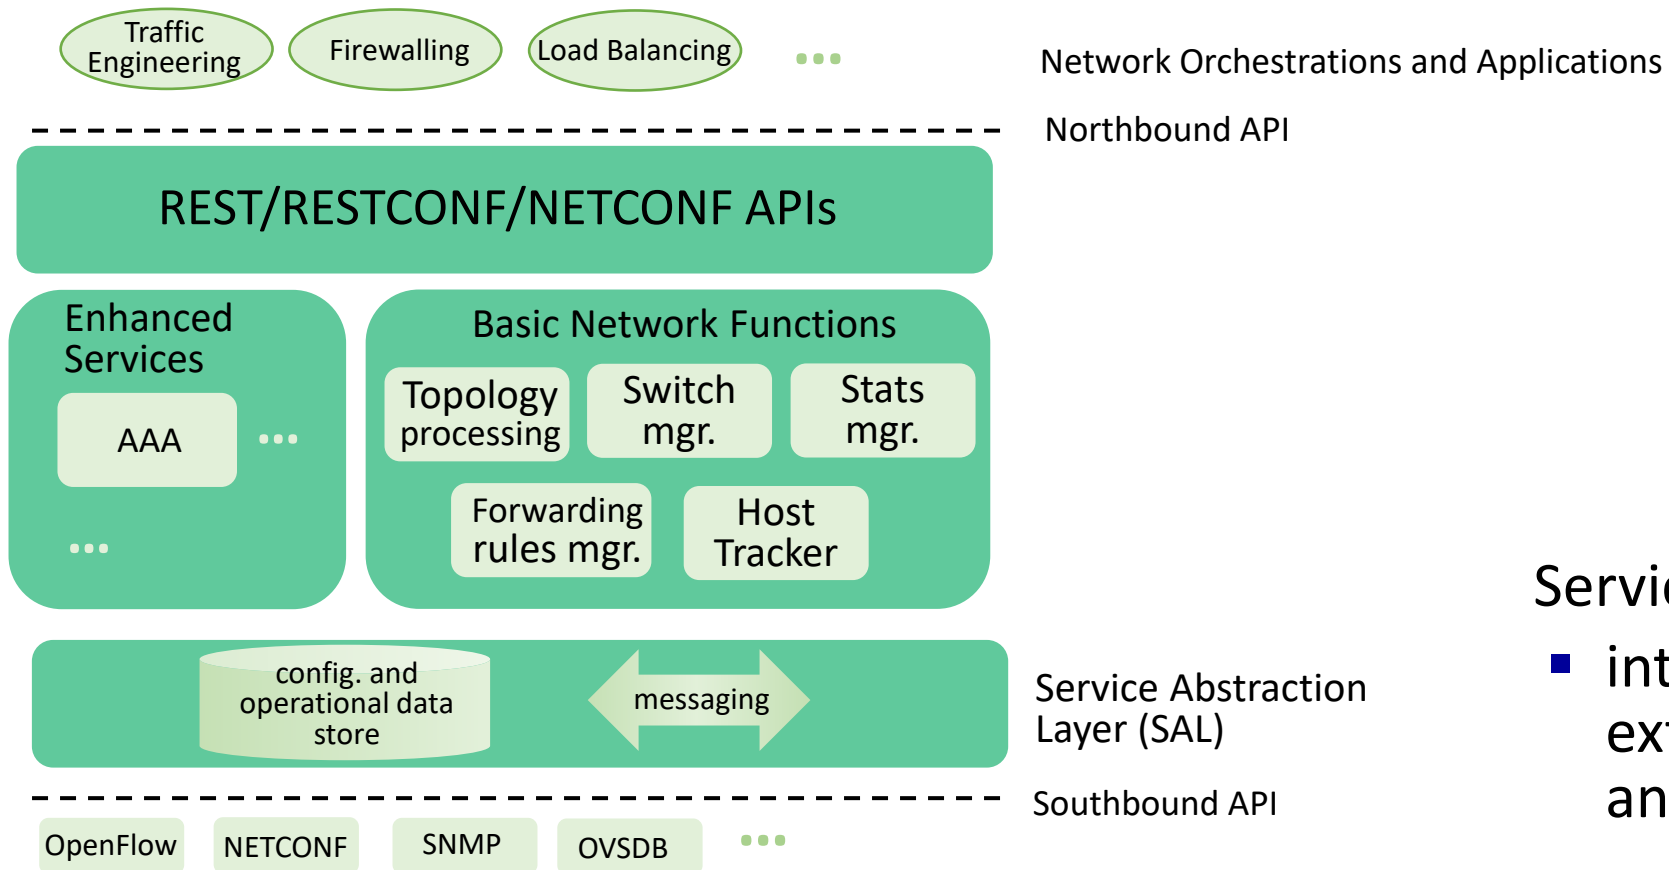 Traffic
Engineering
Firewalling
Load Balancing
...
Network Orchestrations and Applications
Northbound API
REST/RESTCONF/NETCONF APIs
Enhanced
Services
AAA
...
...
Basic Network Functions
Topology
processing
Switch
mgr.
Stats
mgr.
Forwarding
rules mgr.
Host
Tracker
config. and
operational data
store
messaging
Service Abstraction
Layer (SAL)
Southbound API
OpenFlow
NETCONF
SNMP
OVSDB
...